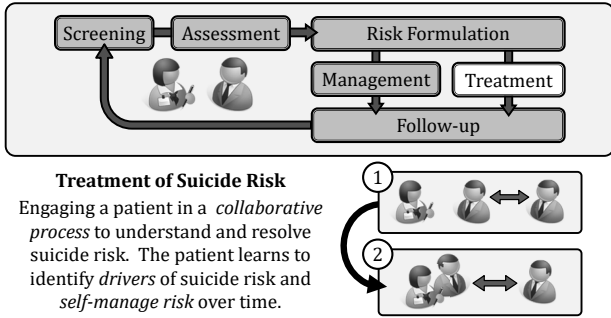 Screening
Assessment
Risk Formulation
Management
Treatment
Follow-up
Treatment of Suicide Risk
Engaging a patient in a collaborative
process to understand and resolve
suicide risk. The patient learns to
identify drivers of suicide risk and
self-manage risk over time.
1
2